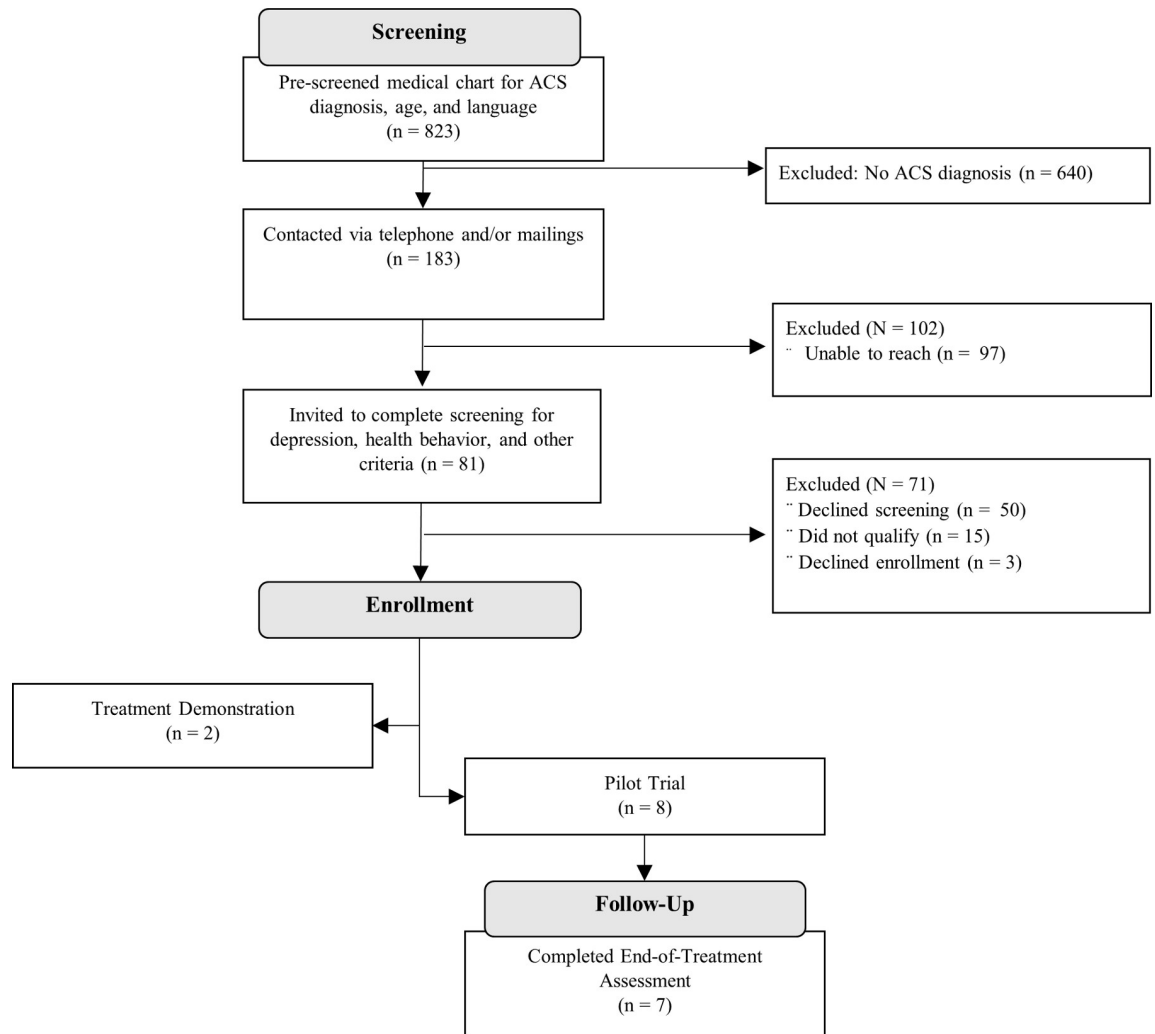 Screening
Pre-screened medical chart for ACS
diagnosis, age, and language
(n = 823)
Excluded: No ACS diagnosis (n = 640)
Contacted via telephone and/or mailings
(n = 183)
Excluded (N = 102)
¨ Unable to reach (n = 97)
Invited to complete screening for
depression, health behavior, and other
criteria (n = 81)
Excluded (N = 71)
¨ Declined screening (n = 50)
¨ Did not qualify (n = 15)
¨ Declined enrollment (n = 3)
Enrollment
Treatment Demonstration
(n = 2)
Pilot Trial
(n = 8)
Follow-Up
Completed End-of-Treatment
Assessment
(n = 7)